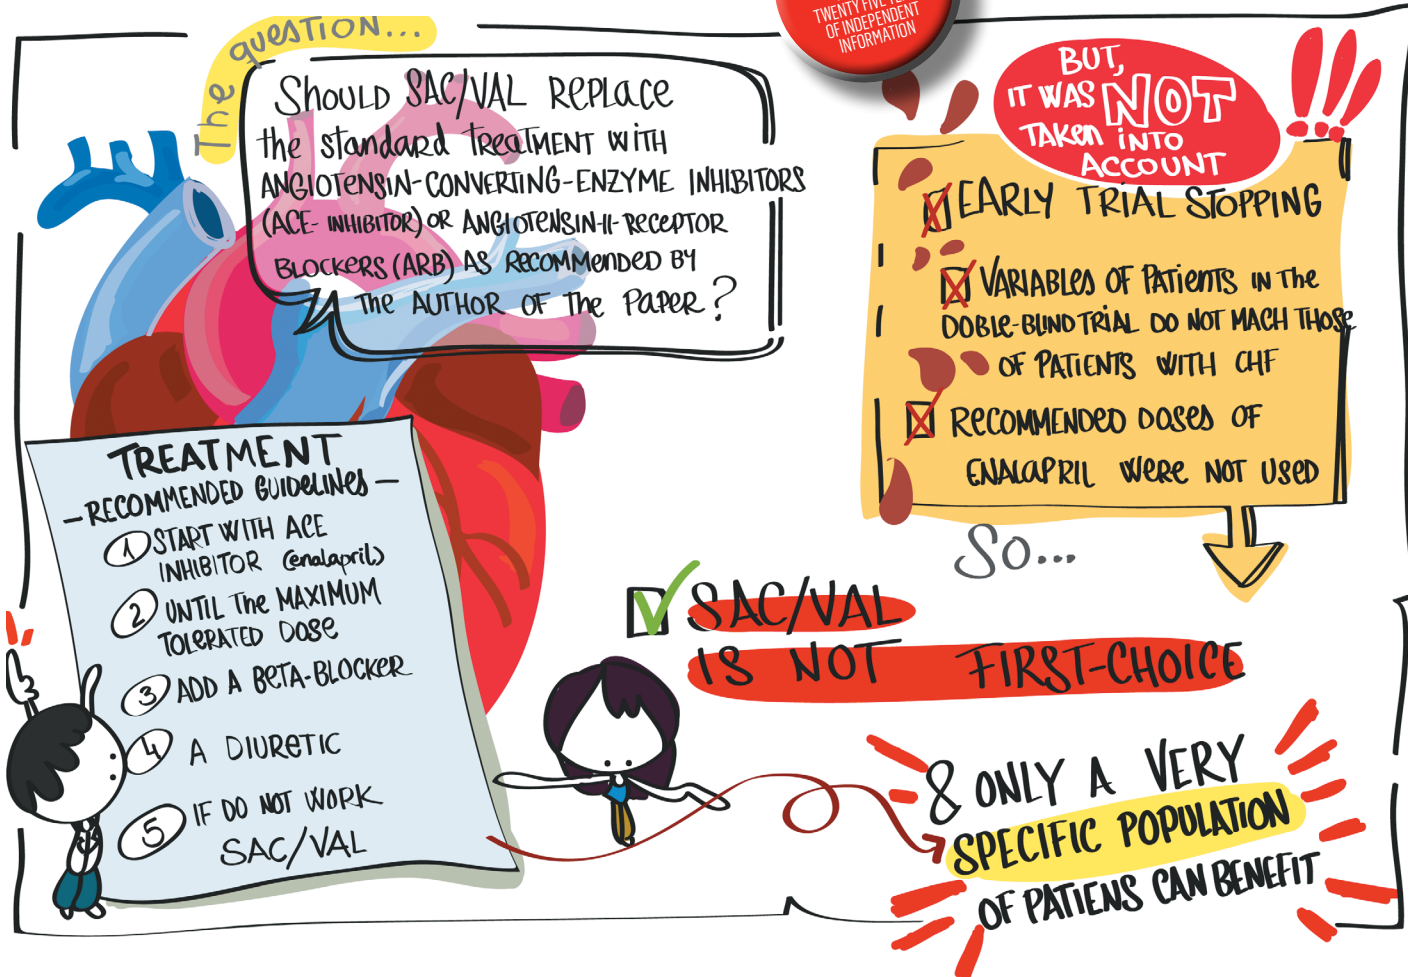 The question...
Should SAC/VAL REPLACE
the standard treatment with
ANGIOTENSIN-CONVERTING-ENZYME INHIBITORS
(ACE- INHIBITOR) OR ANGIOTENSIN-II-RECEPTOR
BLOCKERS (ARB) AS RECOMMENDED BY
The AUTHOR OF The PAPER?
TWENTY FIVE
OF INDEPENDENT
INFORMATION
BUT,
IT WAS NOT
TAKEN INTO
ACCOUNT
EARLY TRIAL STOPPING
VARIABLES OF PATIENTS IN The
DOBLE-BLIND TRIAL DO NOT MACH THOSE
OF PATIENTS WITH CHF
RECOMMENDED DOSES OF
ENALAPRIL WERE NOT USED
SO...
SAC/VAL
IS NOT FIRST-CHOICE
& ONLY A VERY
SPECIFIC POPULATION
OF PATIENS CAN BENEFIT
TREATMENT
- RECOMMENDED GUIDELINES -
1 START WITH ACE
INHIBITOR (enalapril)
2 UNTIL The MAXIMUM
TOLERATED DOSE
3 ADD A BETA-BLOCKER
4 A DIURETIC
5 IF DO NOT WORK
SAC/VAL